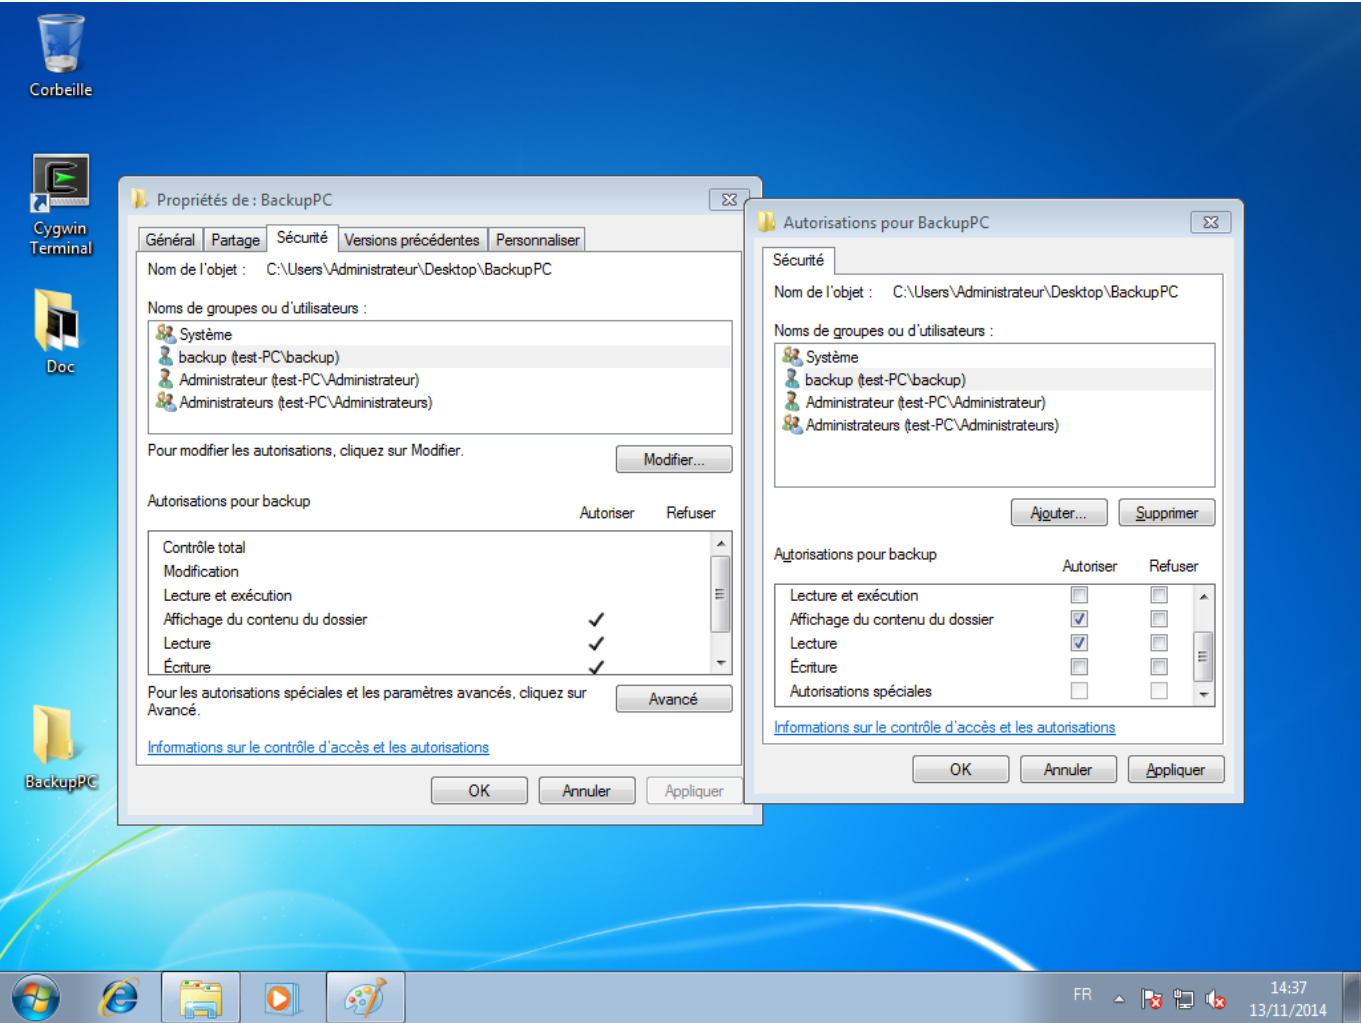 Corbeille
Cygwin
Terminal
Doc
BackupPC
Propriétés de : BackupPC
Général Partage Sécurité Versions précédentes Personnaliser
Nom de l'objet : C:\Users\Administrateur\Desktop\BackupPC
Noms de groupes ou d'utilisateurs :
Système
backup (test-PC\backup)
Administrateur (test-PC\Administrateur)
Administrateurs (test-PC\Administrateurs)
Pour modifier les autorisations, cliquez sur Modifier.
Modifier...
Autorisations pour backup
Autoriser Refuser
Contrôle total
Modification
Lecture et exécution
Affichage du contenu du dossier
Lecture
Écriture
Pour les autorisations spéciales et les paramètres avancés, cliquez sur
Avancé.
Avancé
Informations sur le contrôle d'accès et les autorisations
OK Annuler Appliquer
Autorisations pour BackupPC
Sécurité
Nom de l'objet : C:\Users\Administrateur\Desktop\BackupPC
Noms de groupes ou d'utilisateurs :
Système
backup (test-PC\backup)
Administrateur (test-PC\Administrateur)
Administrateurs (test-PC\Administrateurs)
Ajouter... Supprimer
Autorisations pour backup
Autoriser Refuser
Lecture et exécution
Affichage du contenu du dossier
Lecture
Écriture
Autorisations spéciales
Informations sur le contrôle d'accès et les autorisations
OK Annuler Appliquer
FR
14:37
13/11/2014